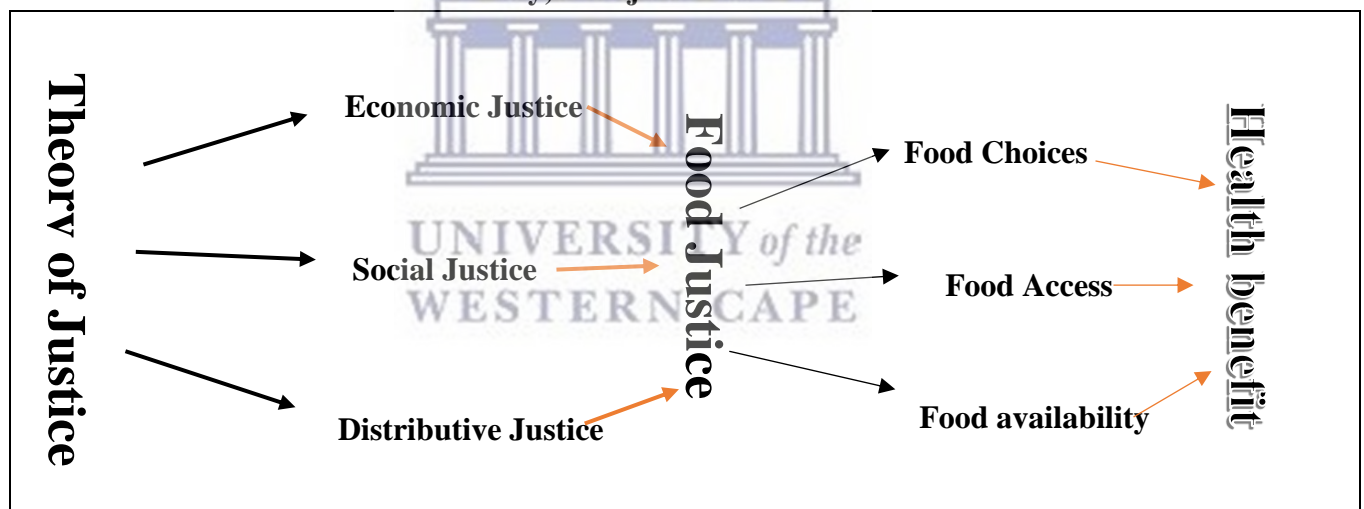 Theory of Justice
Economic Justice
Social Justice
Distributive Justice
Food Justice
Food Choices
Food Access
Food availability
Health benefit
UNIVERSITY of the
WESTERN CAPE